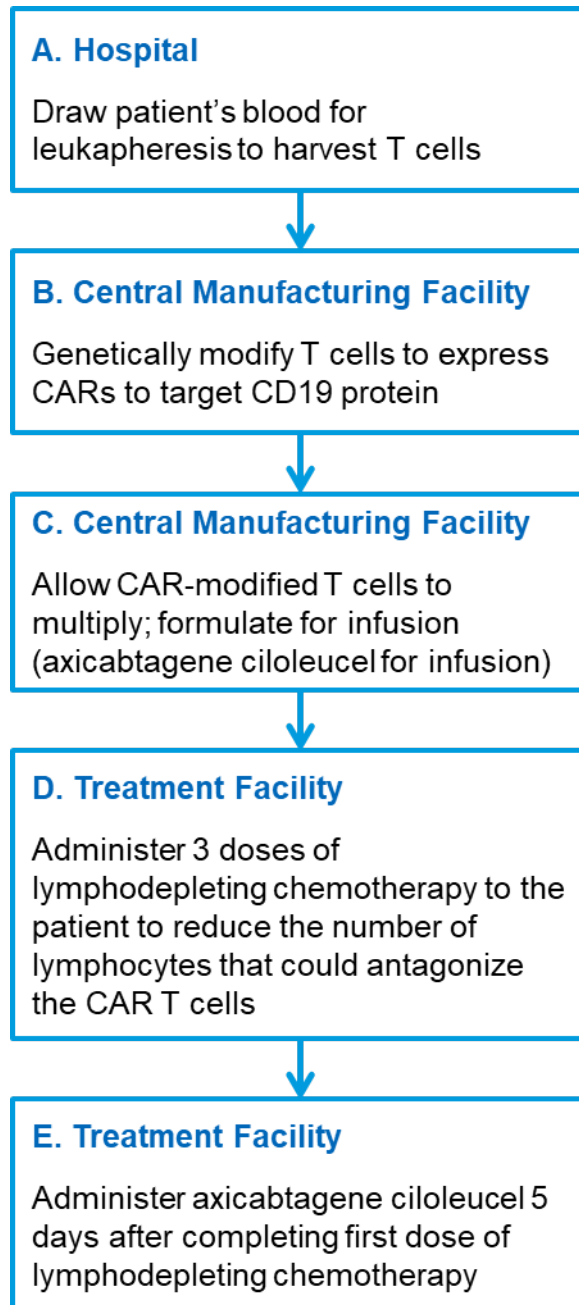 A. Hospital
Draw patient’s blood for
leukapheresis to harvest T cells
B. Central Manufacturing Facility
Genetically modify T cells to express
CARs to target CD19 protein
C. Central Manufacturing Facility
Allow CAR-modified T cells to
multiply; formulate for infusion
(axicabtagene ciloleucel for infusion)
D. Treatment Facility
Administer 3 doses of
lymphodepleting chemotherapy to the
patient to reduce the number of
lymphocytes that could antagonize
the CAR T cells
E. Treatment Facility
Administer axicabtagene ciloleucel 5
days after completing first dose of
lymphodepleting chemotherapy